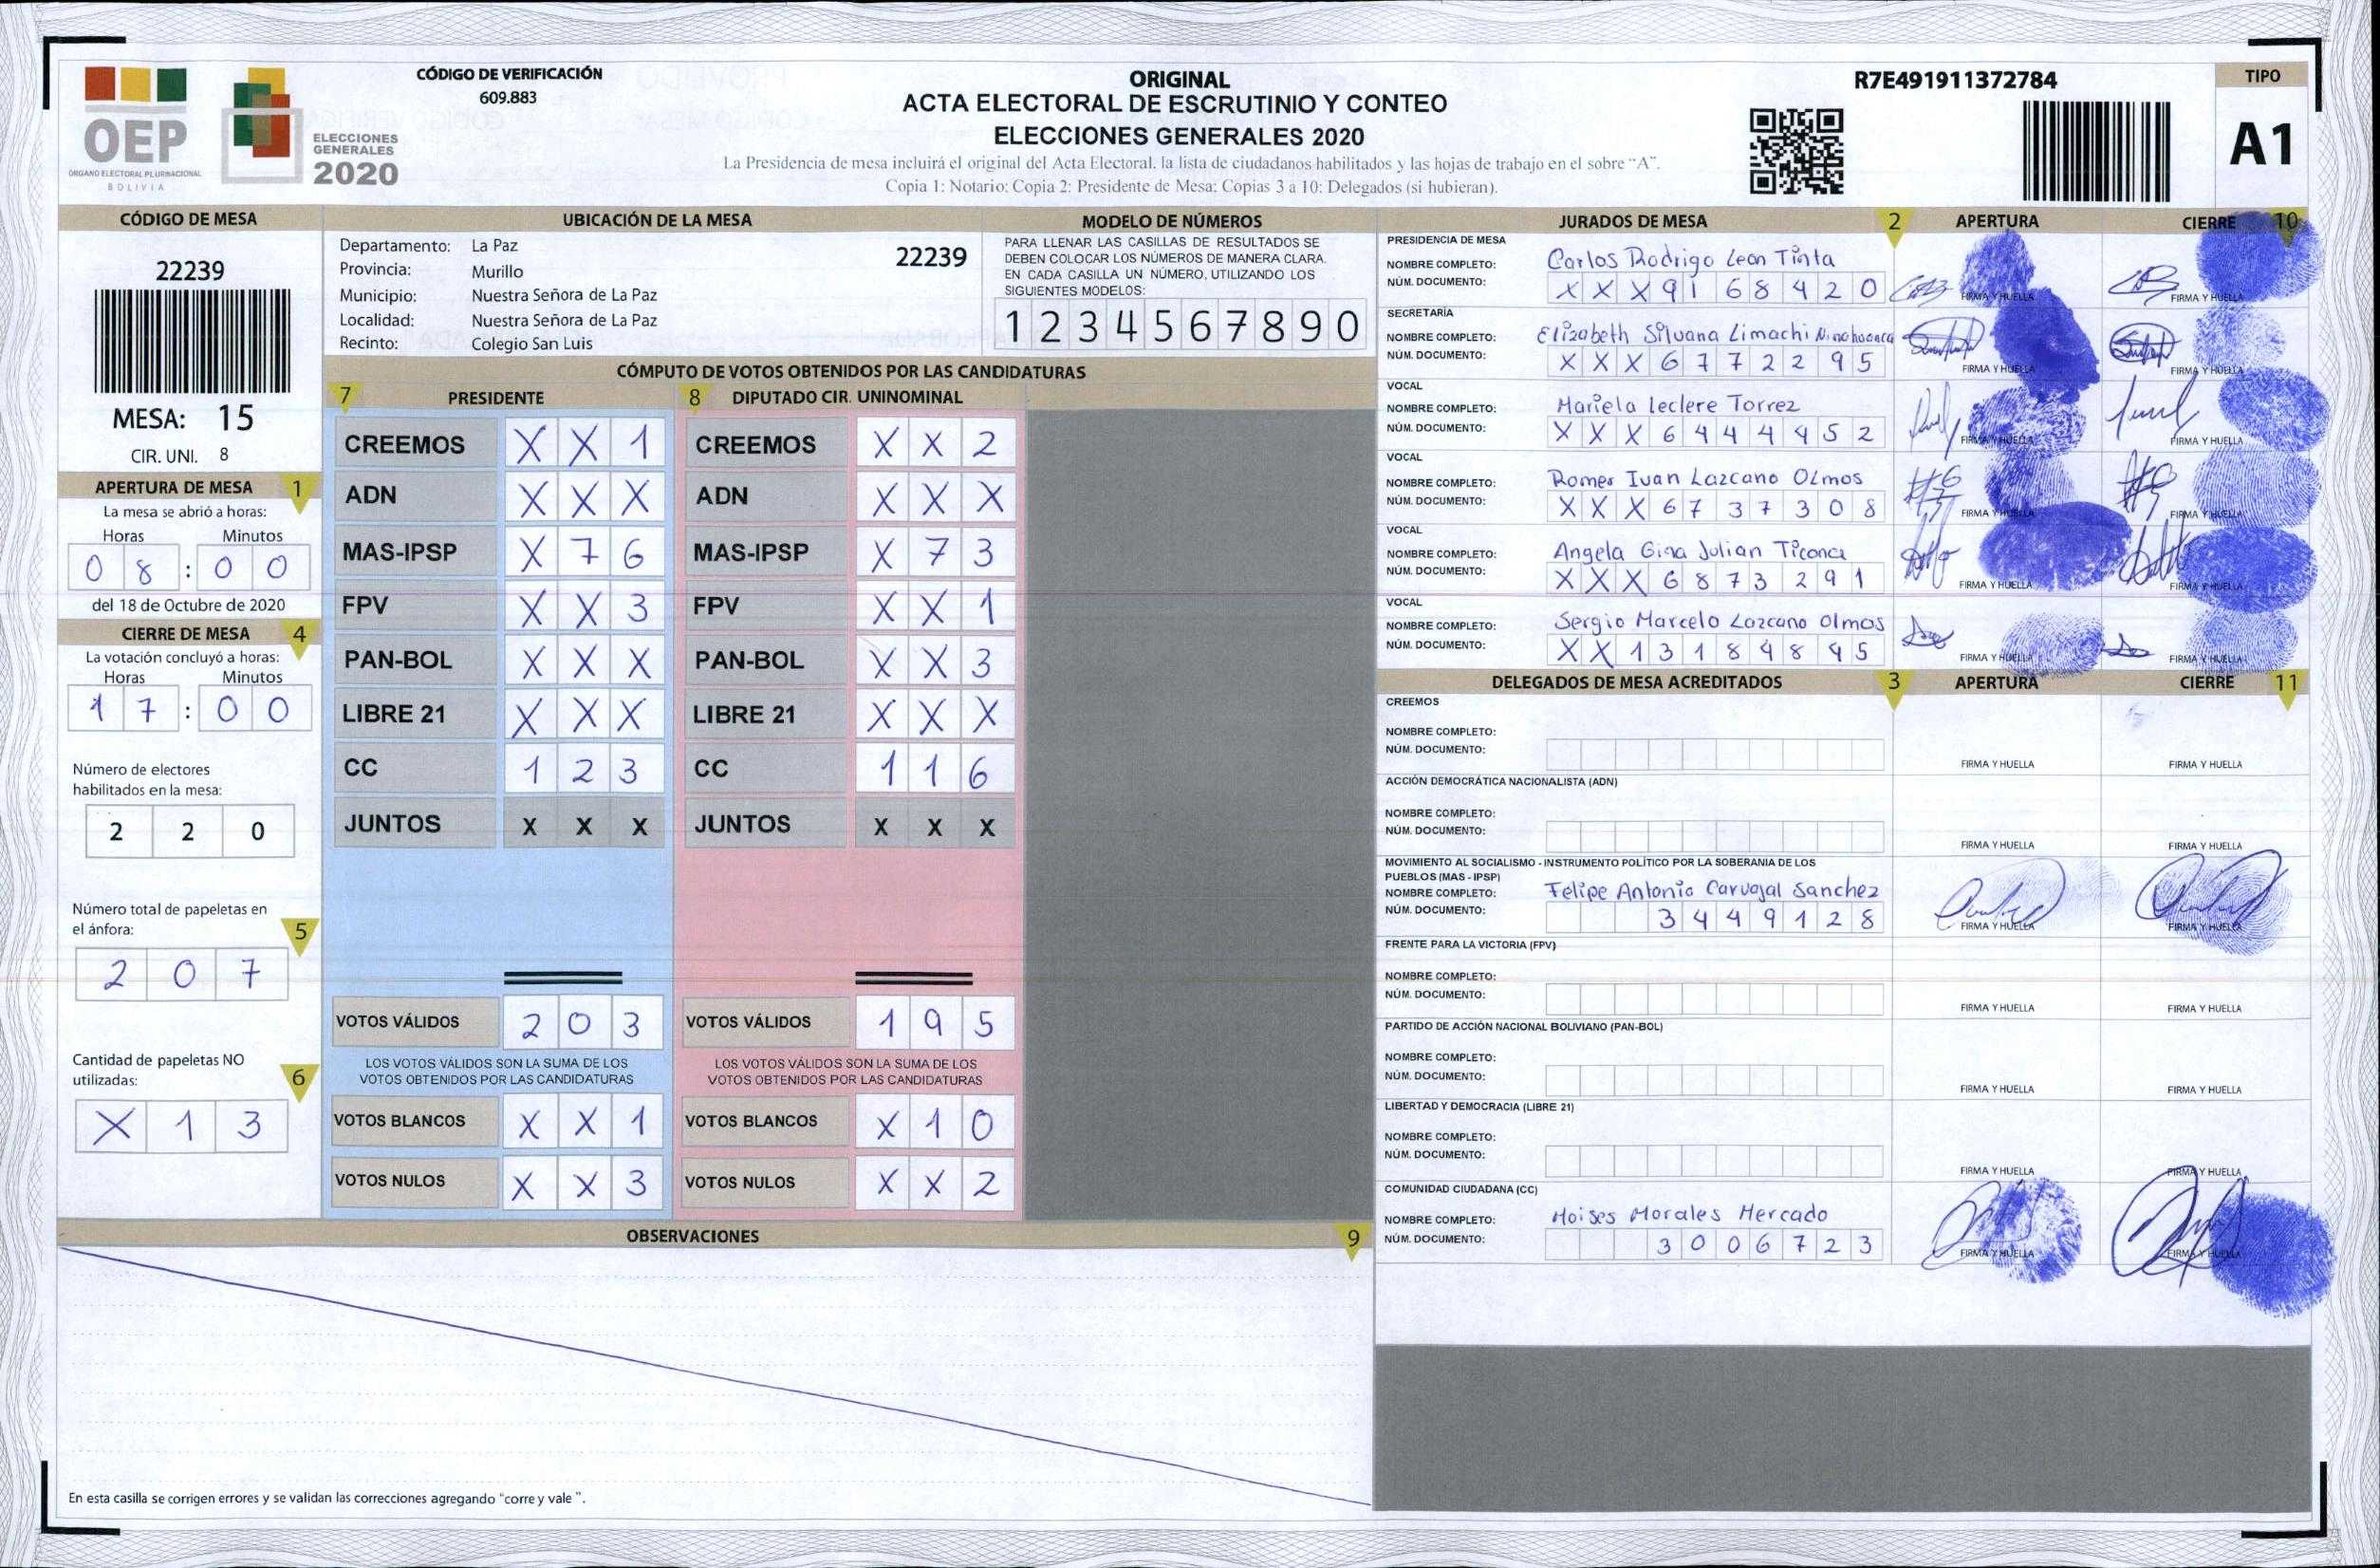 CÓDIGO DE VERIFICACIÓN
609.883
OEP
ÓRGANO ELECTORAL PLURINACIONAL
BOLIVIA
ELECCIONES
GENERALES
2020
ORIGINAL
ACTA ELECTORAL DE ESCRUTINIO Y CONTEO
ELECCIONES GENERALES 2020
La Presidencia de mesa incluirá el original del Acta Electoral. la lista de ciudadanos habilitados y las hojas de trabajo en el sobre "A".
Copia 1: Notario; Copia 2: Presidente de Mesa; Copias 3 a 10: Delegados (si hubieran).
R7E491911372784
TIPO
A1
CÓDIGO DE MESA
22239
MESA: 15
CIR. UNI. 8
APERTURA DE MESA 1
La mesa se abrió a horas:
Horas Minutos
0 8 : 0 0
del 18 de Octubre de 2020
CIERRE DE MESA 4
La votación concluyó a horas:
Horas Minutos
1 7 : 0 0
Número de electores
habilitados en la mesa:
2 2 0
Número total de papeletas en
el ánfora: 5
2 0 7
Cantidad de papeletas NO
utilizadas: 6
X 1 3
UBICACIÓN DE LA MESA
Departamento: La Paz 22239
Provincia: Murillo
Municipio: Nuestra Señora de La Paz
Localidad: Nuestra Señora de La Paz
Recinto: Colegio San Luis
MODELO DE NÚMEROS
PARA LLENAR LAS CASILLAS DE RESULTADOS SE
DEBEN COLOCAR LOS NÚMEROS DE MANERA CLARA.
EN CADA CASILLA UN NÚMERO, UTILIZANDO LOS
SIGUIENTES MODELOS:
1 2 3 4 5 6 7 8 9 0
CÓMPUTO DE VOTOS OBTENIDOS POR LAS CANDIDATURAS
7 PRESIDENTE 8 DIPUTADO CIR. UNINOMINAL
CREEMOS X X 1 CREEMOS X X 2
ADN X X X ADN X X X
MAS-IPSP X 7 6 MAS-IPSP X 7 3
FPV X X 3 FPV X X 1
PAN-BOL X X X PAN-BOL X X 3
LIBRE 21 X X X LIBRE 21 X X X
CC 1 2 3 CC 1 1 6
JUNTOS X X X JUNTOS X X X
VOTOS VÁLIDOS 2 0 3 VOTOS VÁLIDOS 1 9 5
LOS VOTOS VÁLIDOS SON LA SUMA DE LOS LOS VOTOS VÁLIDOS SON LA SUMA DE LOS
VOTOS OBTENIDOS POR LAS CANDIDATURAS VOTOS OBTENIDOS POR LAS CANDIDATURAS
VOTOS BLANCOS X X 1 VOTOS BLANCOS X 1 0
VOTOS NULOS X X 3 VOTOS NULOS X X 2
OBSERVACIONES 9
En esta casilla se corrigen errores y se validan las correcciones agregando "corre y vale ".
JURADOS DE MESA 2 APERTURA CIERRE 10
PRESIDENCIA DE MESA
NOMBRE COMPLETO: Carlos Rodrigo Leon Tinta
NÚM. DOCUMENTO: X X X 9 1 6 8 4 2 0
FIRMA Y HUELLA FIRMA Y HUELLA
SECRETARÍA
NOMBRE COMPLETO: Elizabeth Silvana Limachi Ninahuanca
NÚM. DOCUMENTO: X X X 6 7 7 2 2 9 5
FIRMA Y HUELLA FIRMA Y HUELLA
VOCAL
NOMBRE COMPLETO: Mariela Leclere Torrez
NÚM. DOCUMENTO: X X X 6 4 4 4 4 5 2
FIRMA Y HUELLA FIRMA Y HUELLA
VOCAL
NOMBRE COMPLETO: Romer Ivan Lazcano Olmos
NÚM. DOCUMENTO: X X X 6 7 3 7 3 0 8
FIRMA Y HUELLA FIRMA Y HUELLA
VOCAL
NOMBRE COMPLETO: Angela Gina Julian Ticona
NÚM. DOCUMENTO: X X X 6 8 7 3 2 9 1
FIRMA Y HUELLA FIRMA Y HUELLA
VOCAL
NOMBRE COMPLETO: Sergio Marcelo Lazcano Olmos
NÚM. DOCUMENTO: X X 1 3 1 8 4 8 4 5
FIRMA Y HUELLA FIRMA Y HUELLA
DELEGADOS DE MESA ACREDITADOS 3 APERTURA CIERRE 11
CREEMOS
NOMBRE COMPLETO:
NÚM. DOCUMENTO:
FIRMA Y HUELLA FIRMA Y HUELLA
ACCIÓN DEMOCRÁTICA NACIONALISTA (ADN)
NOMBRE COMPLETO:
NÚM. DOCUMENTO:
FIRMA Y HUELLA FIRMA Y HUELLA
MOVIMIENTO AL SOCIALISMO - INSTRUMENTO POLÍTICO POR LA SOBERANIA DE LOS
PUEBLOS (MAS - IPSP)
NOMBRE COMPLETO: Felipe Antonio Carvajal Sanchez
NÚM. DOCUMENTO: 3 4 4 9 1 2 8
FIRMA Y HUELLA FIRMA Y HUELLA
FRENTE PARA LA VICTORIA (FPV)
NOMBRE COMPLETO:
NÚM. DOCUMENTO:
FIRMA Y HUELLA FIRMA Y HUELLA
PARTIDO DE ACCIÓN NACIONAL BOLIVIANO (PAN-BOL)
NOMBRE COMPLETO:
NÚM. DOCUMENTO:
FIRMA Y HUELLA FIRMA Y HUELLA
LIBERTAD Y DEMOCRACIA (LIBRE 21)
NOMBRE COMPLETO:
NÚM. DOCUMENTO:
FIRMA Y HUELLA FIRMA Y HUELLA
COMUNIDAD CIUDADANA (CC)
NOMBRE COMPLETO: Moises Morales Mercado
NÚM. DOCUMENTO: 3 0 0 6 7 2 3
FIRMA Y HUELLA FIRMA Y HUELLA